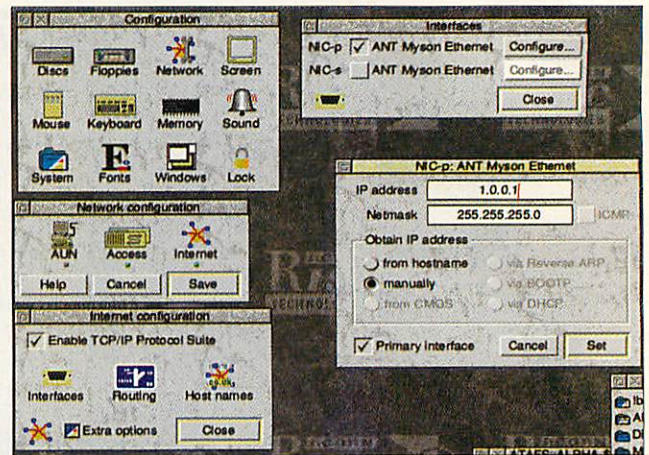 Configuration
Discs
Floppies
Network
Screen
Mouse
Keyboard
Memory
Sound
System
Fonts
Windows
Lock
Interfaces
NIC-p ANT Myson Ethernet Configure...
NIC-s ANT Myson Ethernet Configure...
Close
NIC-p: ANT Myson Ethernet
IP address 1.0.0.1
Netmask 255.255.255.0 ICMP
Obtain IP address
from hostname via Reverse ARP
manually via BOOTP
from CMOS via DHCP
Primary Interface Cancel Set
Network configuration
AUN Access Internet
Help Cancel Save
Internet configuration
Enable TCP/IP Protocol Suite
Interfaces Routing Host names
Extra options Close